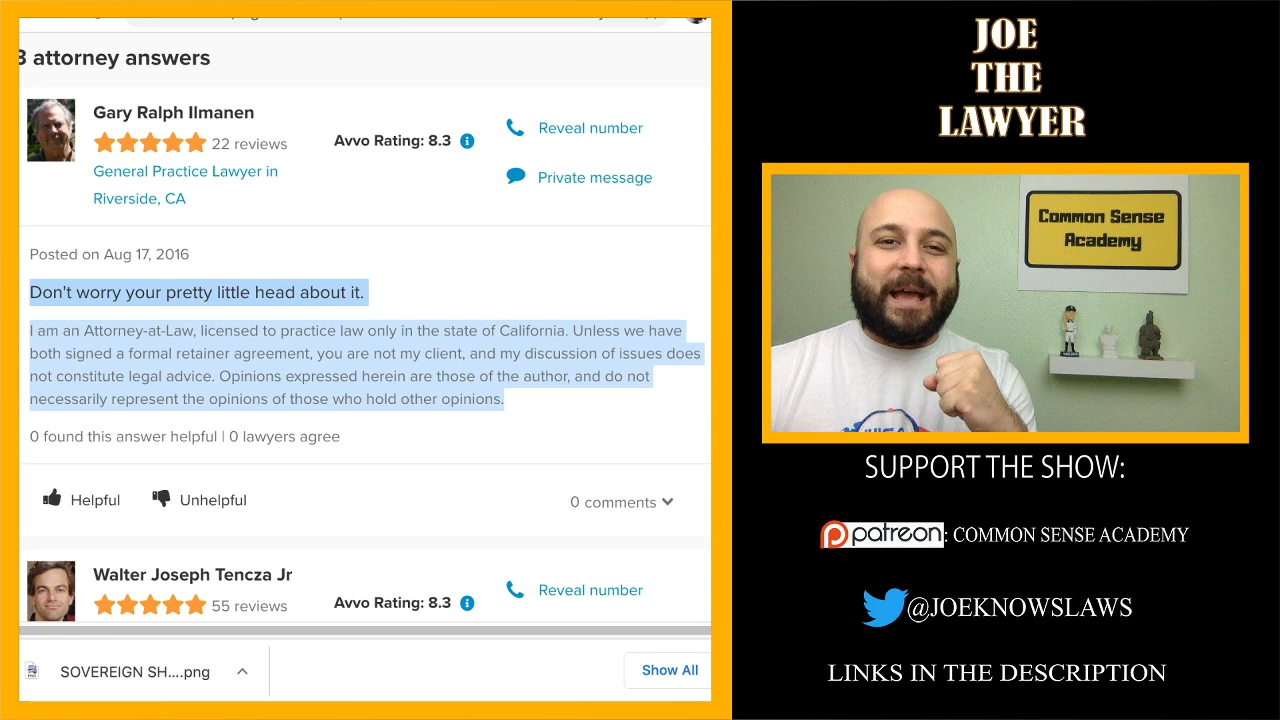 3 attorney answers
Gary Ralph Ilmanen
22 reviews
General Practice Lawyer in
Riverside, CA
Avvo Rating: 8.3
Reveal number
Private message
Posted on Aug 17, 2016
Don't worry your pretty little head about it.
I am an Attorney-at-Law, licensed to practice law only in the state of California. Unless we have
both signed a formal retainer agreement, you are not my client, and my discussion of issues does
not constitute legal advice. Opinions expressed herein are those of the author, and do not
necessarily represent the opinions of those who hold other opinions.
0 found this answer helpful | 0 lawyers agree
Helpful
Unhelpful
0 comments
Walter Joseph Tencza Jr
55 reviews
Avvo Rating: 8.3
Reveal number
SOVEREIGN SH....png
Show All
JOE
THE
LAWYER
Common Sense
Academy
SUPPORT THE SHOW:
patreon: COMMON SENSE ACADEMY
@JOEKNOWSLAWS
LINKS IN THE DESCRIPTION